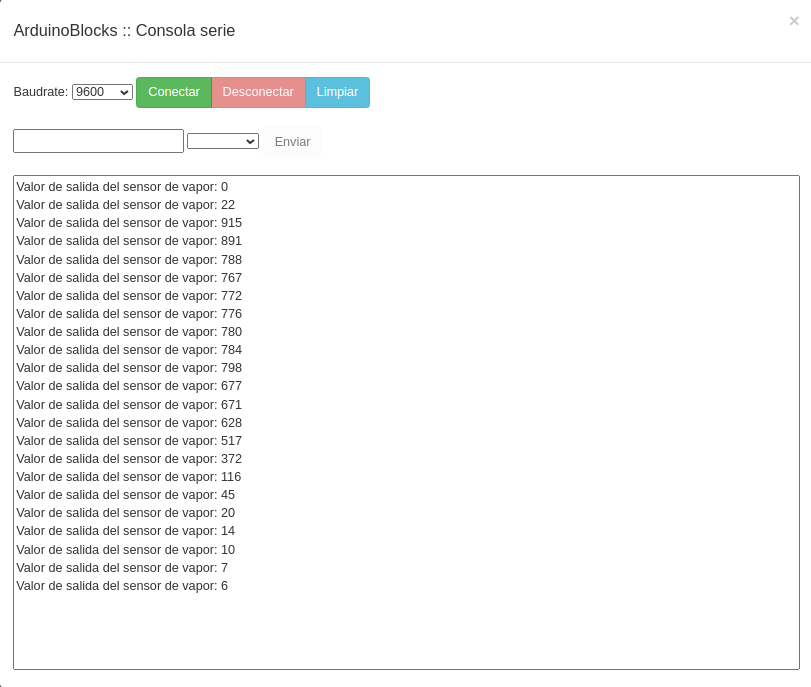 ArduinoBlocks :: Consola serie
×
Baudrate: 9600 Conectar Desconectar Limpiar
Enviar
Valor de salida del sensor de vapor: 0
Valor de salida del sensor de vapor: 22
Valor de salida del sensor de vapor: 915
Valor de salida del sensor de vapor: 891
Valor de salida del sensor de vapor: 788
Valor de salida del sensor de vapor: 767
Valor de salida del sensor de vapor: 772
Valor de salida del sensor de vapor: 776
Valor de salida del sensor de vapor: 780
Valor de salida del sensor de vapor: 784
Valor de salida del sensor de vapor: 798
Valor de salida del sensor de vapor: 677
Valor de salida del sensor de vapor: 671
Valor de salida del sensor de vapor: 628
Valor de salida del sensor de vapor: 517
Valor de salida del sensor de vapor: 372
Valor de salida del sensor de vapor: 116
Valor de salida del sensor de vapor: 45
Valor de salida del sensor de vapor: 20
Valor de salida del sensor de vapor: 14
Valor de salida del sensor de vapor: 10
Valor de salida del sensor de vapor: 7
Valor de salida del sensor de vapor: 6